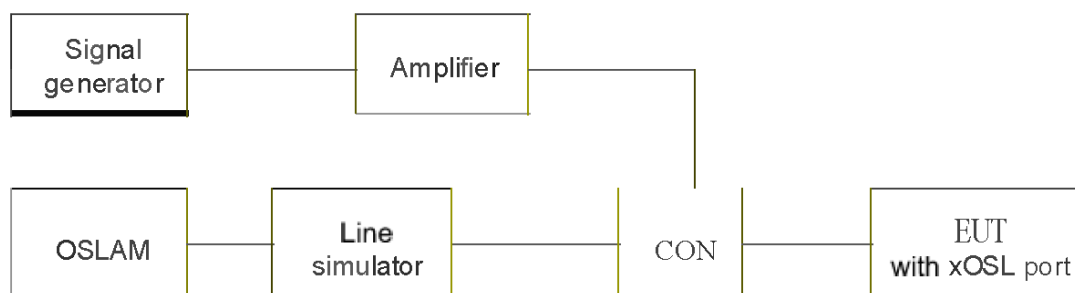 Signal
generator
Amplifier
OSLAM
Line
simulator
CON
EUT
with xOSL port